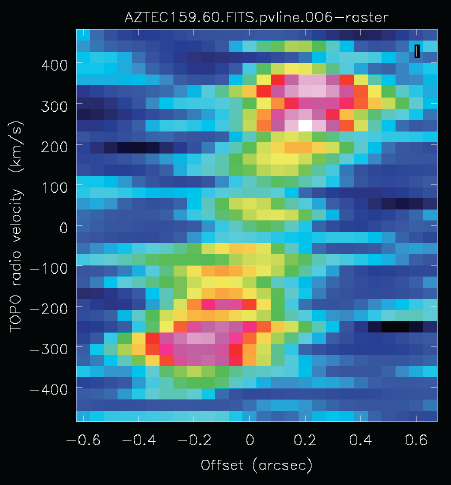 AZTEC159.60.FITS.pvline.006-raster
400
300
200
100
0
-100
-200
-300
-400
TOPO radio velocity (km/s)
-0.6 -0.4 -0.2 0 0.2 0.4 0.6
Offset (arcsec)